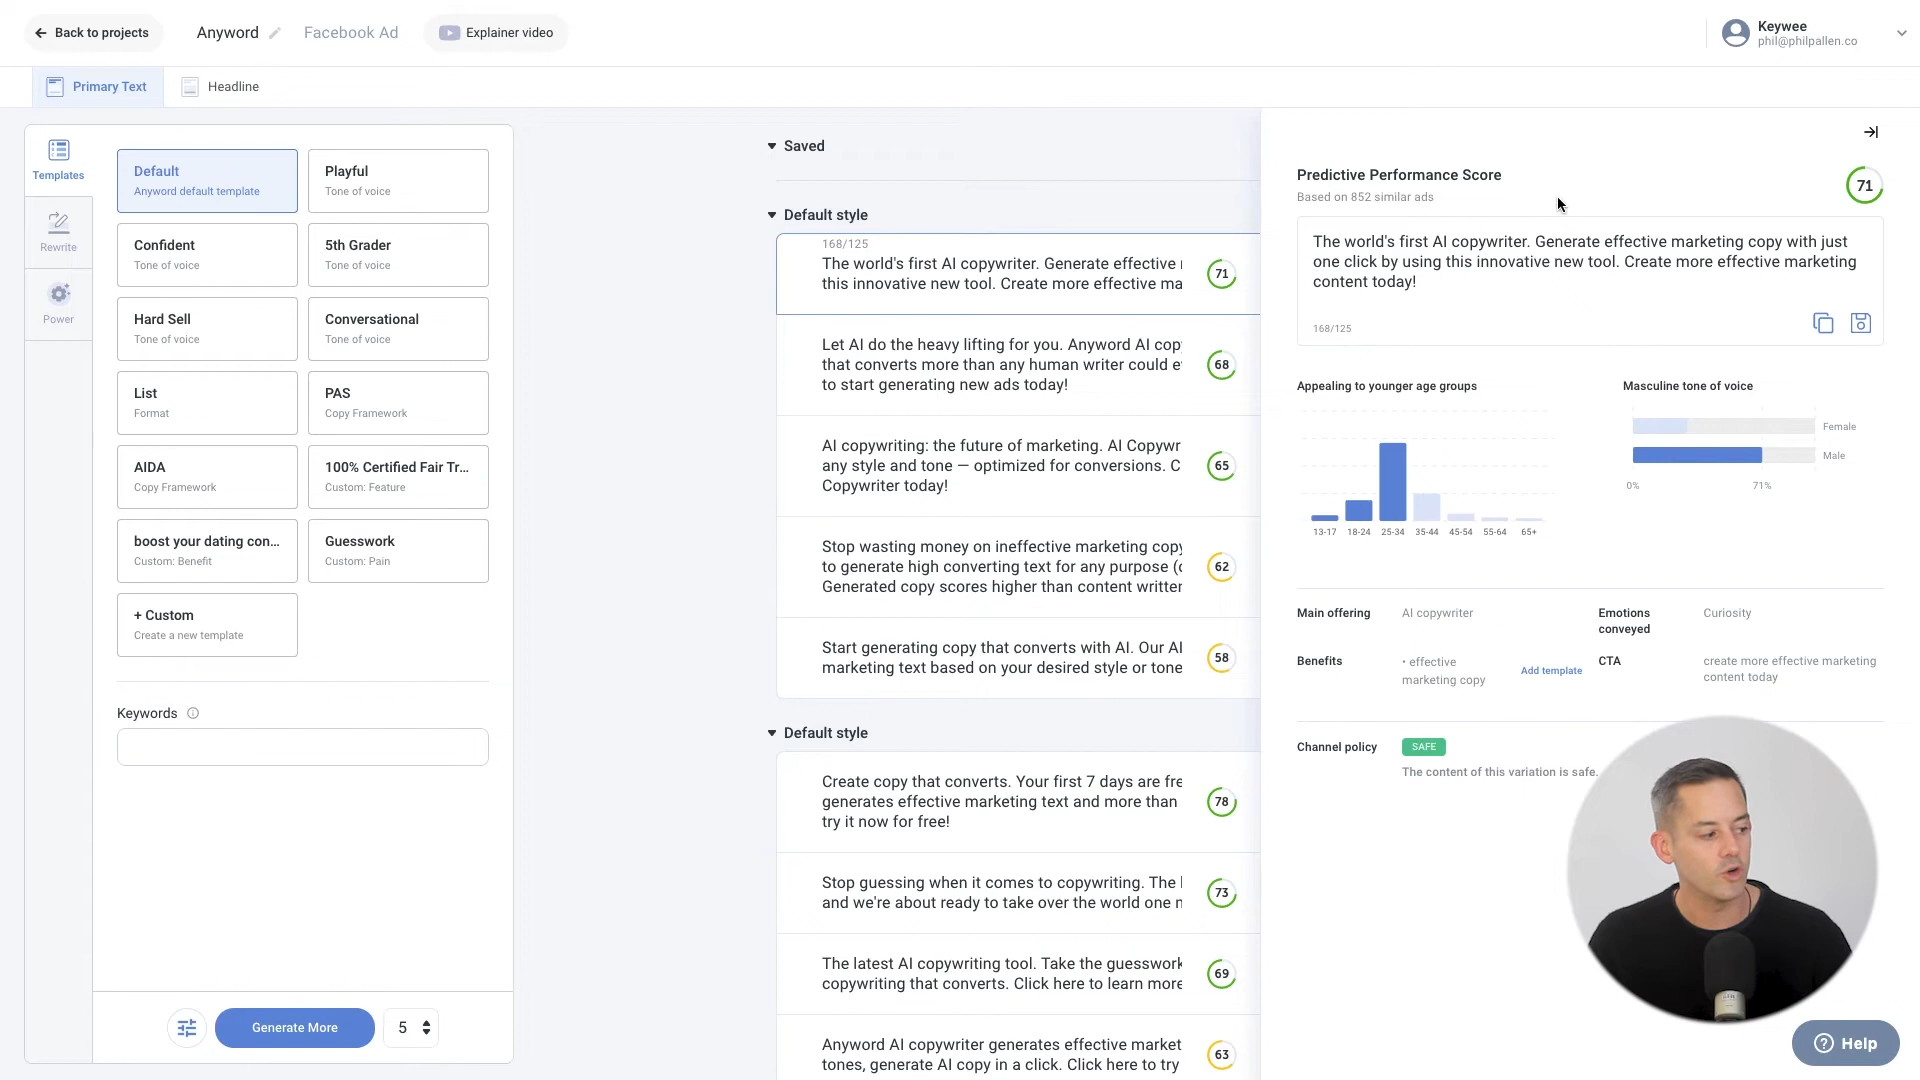 Back to projects
Anyword
Facebook Ad
Explainer video
Keywee
phil@philpallen.co
Primary Text
Headline
Templates
Rewrite
Power
Default
Anyword default template
Playful
Tone of voice
Confident
Tone of voice
5th Grader
Tone of voice
Hard Sell
Tone of voice
Conversational
Tone of voice
List
Format
PAS
Copy Framework
AIDA
Copy Framework
100% Certified Fair Tr...
Custom: Feature
boost your dating con...
Custom: Benefit
Guesswork
Custom: Pain
+ Custom
Create a new template
Keywords
Generate More
5
Saved
Default style
168/125
The world's first AI copywriter. Generate effective
this innovative new tool. Create more effective ma
71
Let AI do the heavy lifting for you. Anyword AI cop
that converts more than any human writer could e
to start generating new ads today!
68
AI copywriting: the future of marketing. AI Copywr
any style and tone — optimized for conversions. C
Copywriter today!
65
Stop wasting money on ineffective marketing copy
to generate high converting text for any purpose (
Generated copy scores higher than content written
62
Start generating copy that converts with AI. Our AI
marketing text based on your desired style or tone
58
Default style
Create copy that converts. Your first 7 days are fre
generates effective marketing text and more than
try it now for free!
78
Stop guessing when it comes to copywriting. The
and we're about ready to take over the world one
73
The latest AI copywriting tool. Take the guesswork
copywriting that converts. Click here to learn more
69
Anyword AI copywriter generates effective market
tones, generate AI copy in a click. Click here to try
63
Predictive Performance Score
Based on 852 similar ads
71
The world's first AI copywriter. Generate effective marketing copy with just
one click by using this innovative new tool. Create more effective marketing
content today!
168/125
Appealing to younger age groups
13-17 18-24 25-34 35-44 45-54 55-64 65+
Masculine tone of voice
Female
Male
0% 71%
Main offering
AI copywriter
Emotions
conveyed
Curiosity
Benefits
• effective
marketing copy
Add template
CTA
create more effective marketing
content today
Channel policy
SAFE
The content of this variation is safe.
Help